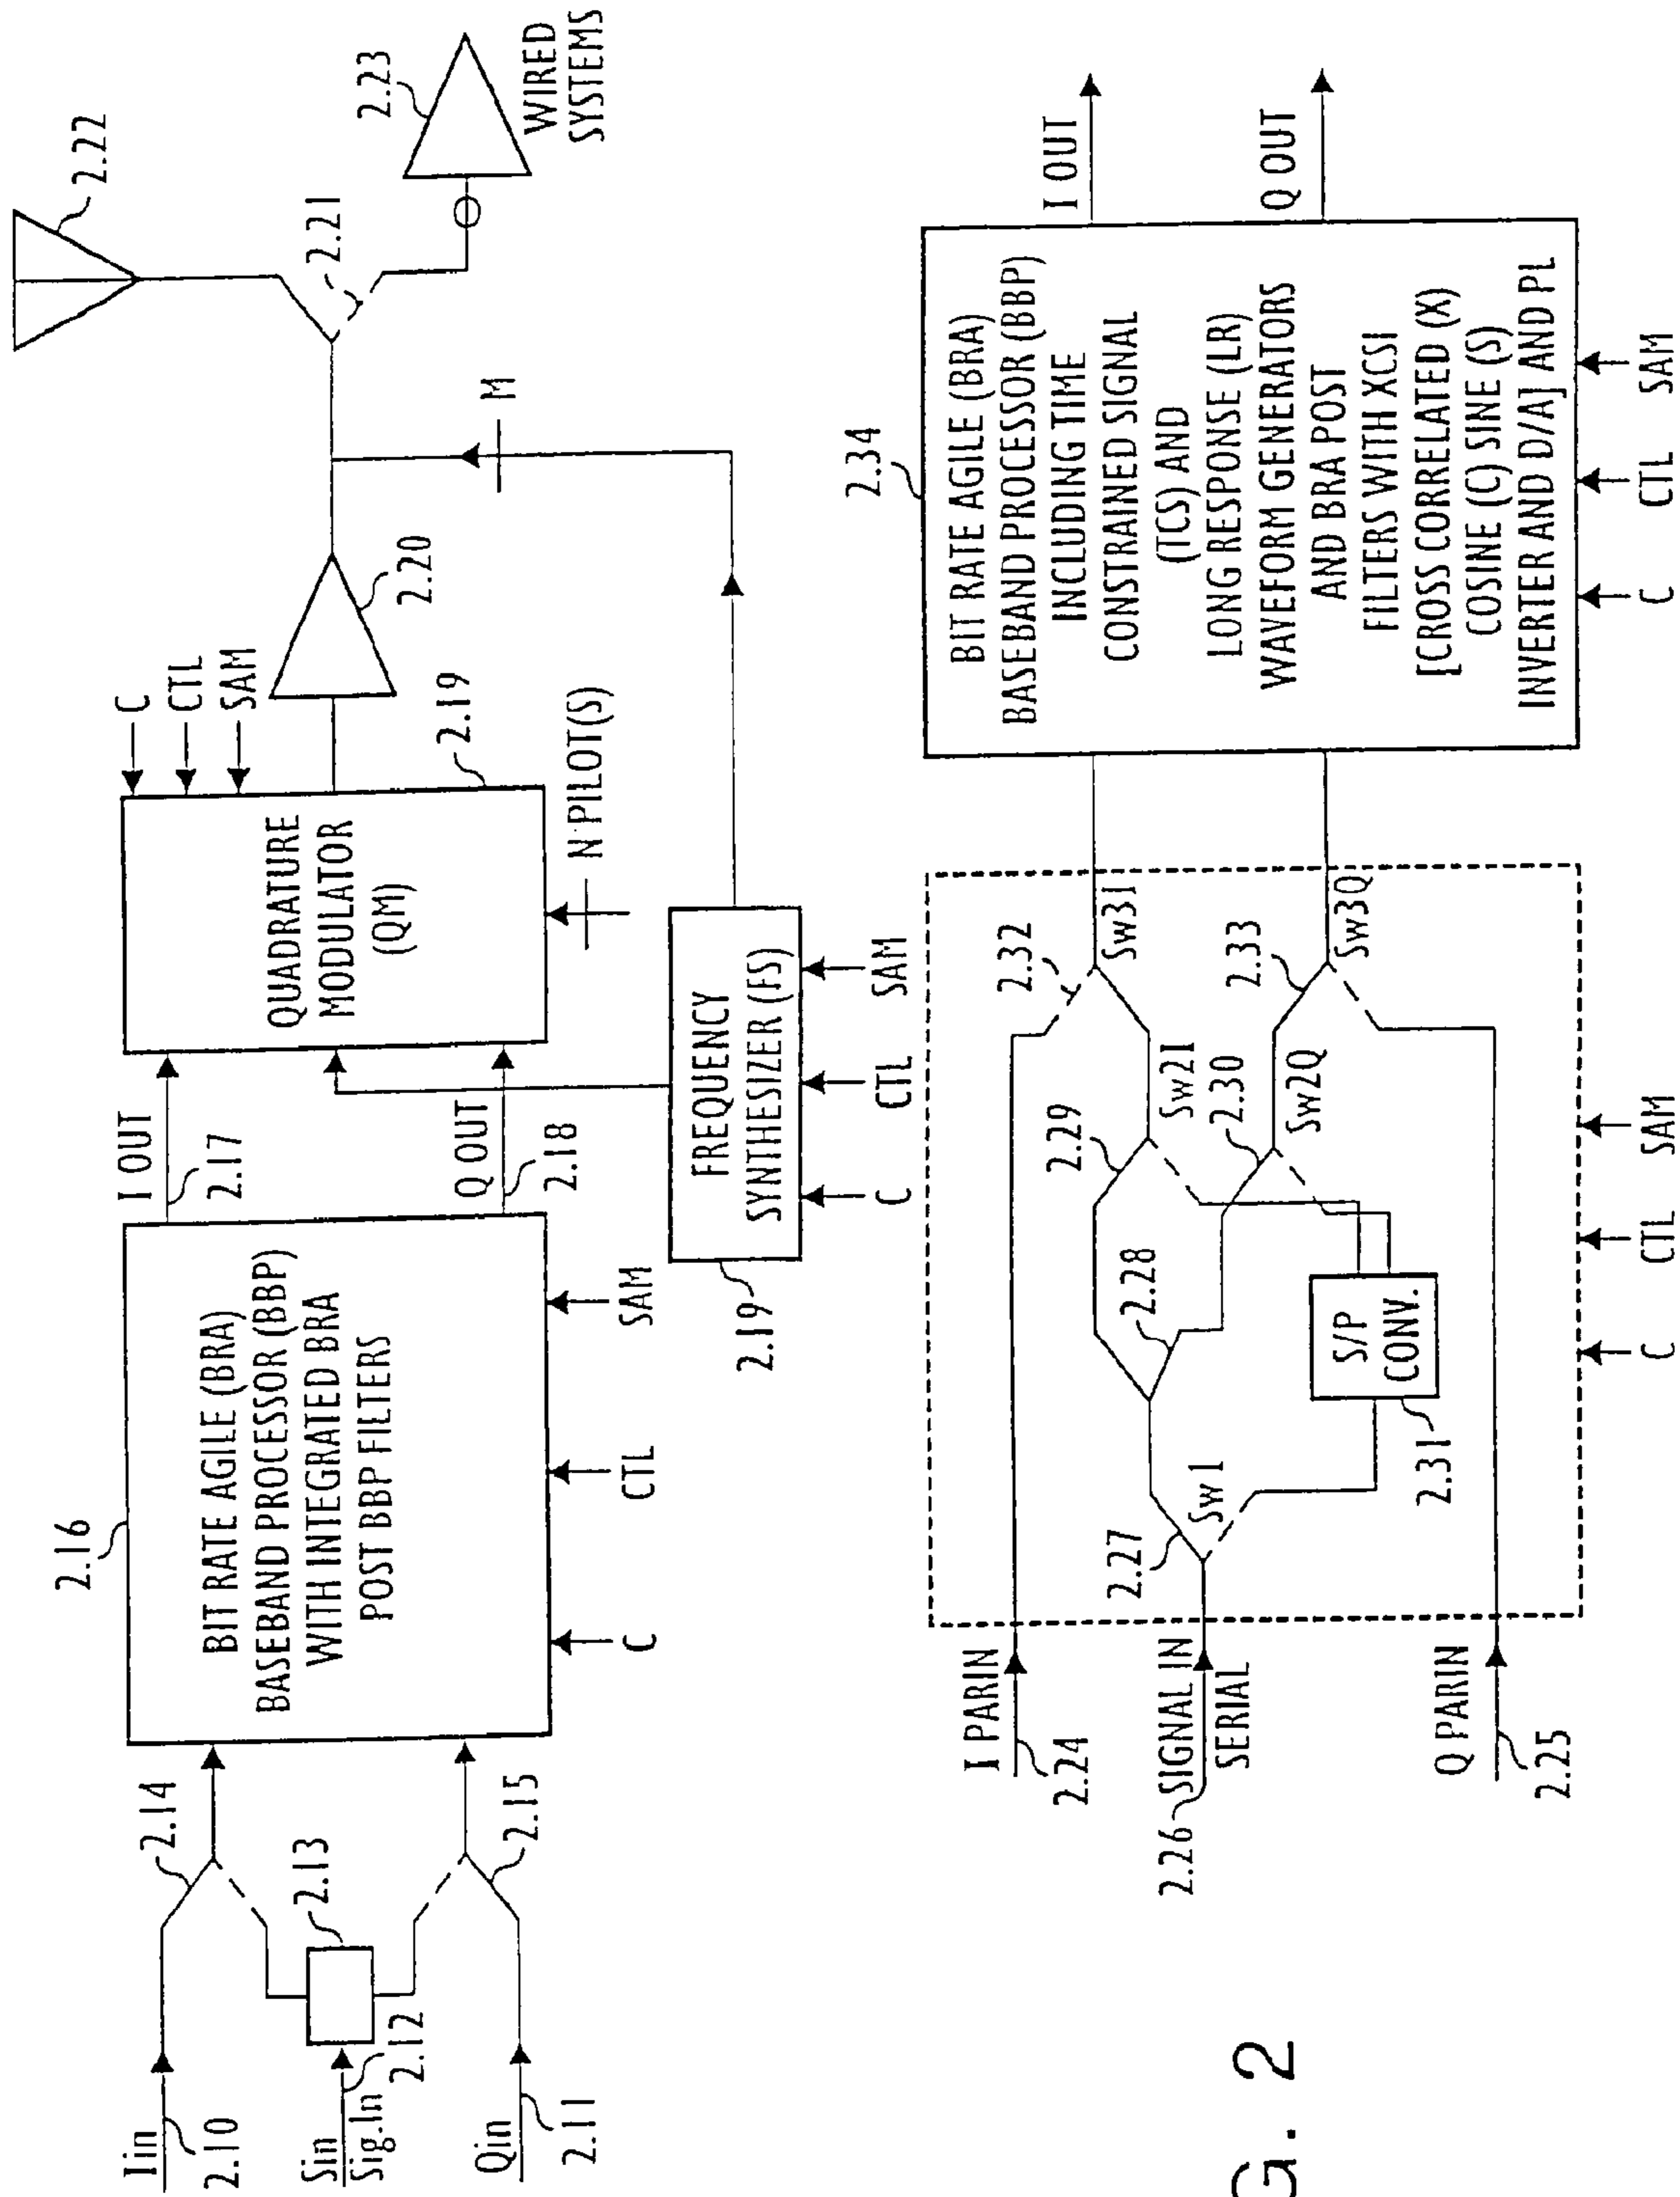 Iin
2.10
Sin
Sig.In
2.12
Qin
2.11
2.13
2.14
2.15
2.16
BIT RATE AGILE (BRA)
BASEBAND PROCESSOR (BBP)
WITH INTEGRATED BRA
POST BBP FILTERS
C
CTL
SAM
I OUT
2.17
Q OUT
2.18
QUADRATURE
MODULATOR
(QM)
C
CTL
SAM
2.19
N PILOT(S)
2.19
FREQUENCY
SYNTHESIZER (FS)
C
CTL
SAM
2.20
M
2.21
2.22
2.23
WIRED
SYSTEMS
I PARIN
2.24
2.26
SIGNAL IN
SERIAL
Q PARIN
2.25
2.27
Sw1
2.28
2.29
Sw2I
2.30
Sw2Q
2.31
S/P
CONV.
2.32
Sw3I
2.33
Sw3Q
C
CTL
SAM
2.34
BIT RATE AGILE (BRA)
BASEBAND PROCESSOR (BBP)
INCLUDING TIME
CONSTRAINED SIGNAL
(TCS) AND
LONG RESPONSE (LR)
WAVEFORM GENERATORS
AND BRA POST
FILTERS WITH XCSI
[CROSS CORRELATED (X)
COSINE (C) SINE (S)
INVERTER AND D/A] AND PL
C
CTL
SAM
I OUT
Q OUT
G. 2